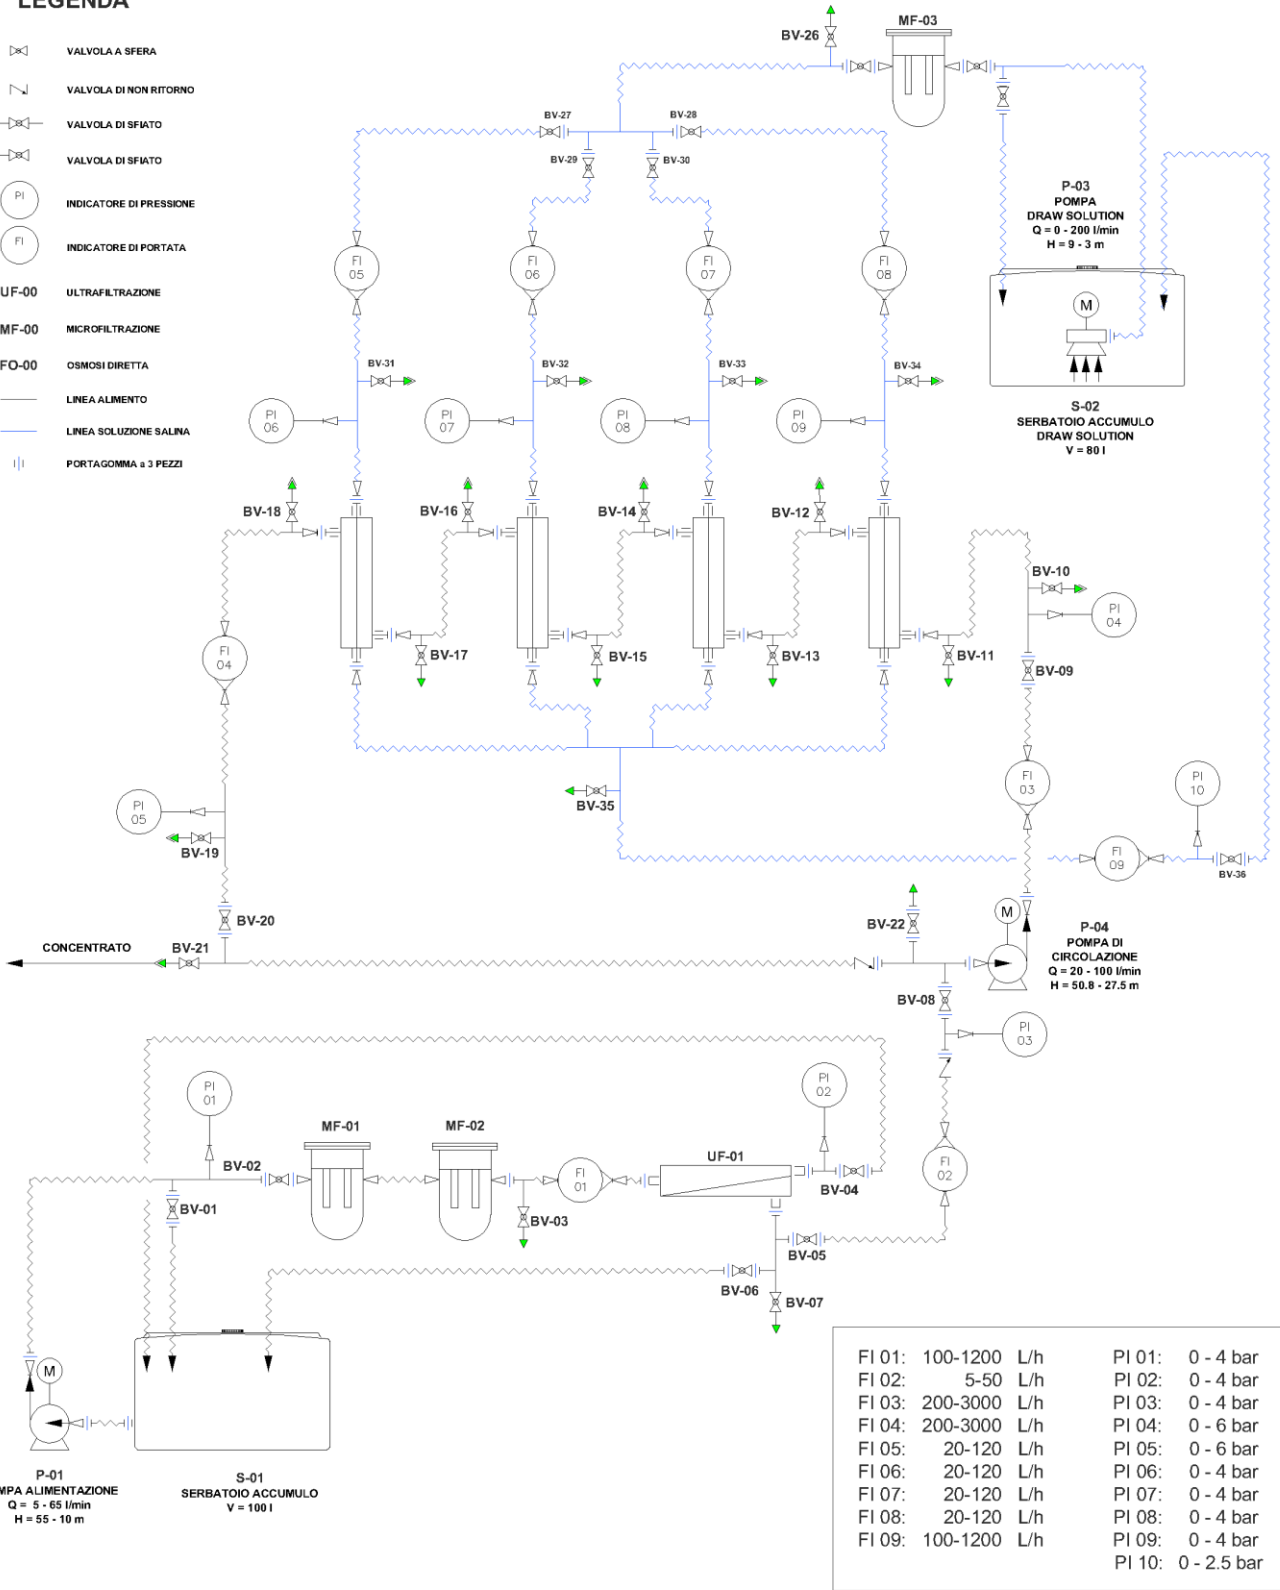 LEGENDA
VALVOLA A SFERA
VALVOLA DI NON RITORNO
VALVOLA DI SFIATO
VALVOLA DI SFIATO
PI
INDICATORE DI PRESSIONE
FI
INDICATORE DI PORTATA
UF-00 ULTRAFILTRAZIONE
MF-00 MICROFILTRAZIONE
FO-00 OSMOSI DIRETTA
LINEA ALIMENTO
LINEA SOLUZIONE SALINA
PORTAGOMMA a 3 PEZZI
BV-26
MF-03
BV-27
BV-28
BV-29
BV-30
P-03
POMPA
DRAW SOLUTION
Q = 0 - 200 l/min
H = 9 - 3 m
FI
05
FI
06
FI
07
FI
08
M
BV-31
BV-32
BV-33
BV-34
PI
06
PI
07
PI
08
PI
09
S-02
SERBATOIO ACCUMULO
DRAW SOLUTION
V = 80 l
BV-18
BV-16
BV-14
BV-12
BV-10
PI
04
FI
04
BV-17
BV-15
BV-13
BV-11
BV-09
FI
03
PI
10
PI
05
BV-35
BV-19
FI
09
BV-36
BV-20
BV-22
M
P-04
POMPA DI
CIRCOLAZIONE
Q = 20 - 100 l/min
H = 50.8 - 27.5 m
CONCENTRATO
BV-21
BV-08
PI
03
PI
01
PI
02
MF-01
MF-02
BV-02
UF-01
FI
01
FI
02
BV-04
BV-01
BV-03
BV-05
BV-06
BV-07
M
P-01
MPA ALIMENTAZIONE
Q = 5 - 65 l/min
H = 55 - 10 m
S-01
SERBATOIO ACCUMULO
V = 100 l
FI 01: 100-1200 L/h PI 01: 0 - 4 bar
FI 02: 5-50 L/h PI 02: 0 - 4 bar
FI 03: 200-3000 L/h PI 03: 0 - 4 bar
FI 04: 200-3000 L/h PI 04: 0 - 6 bar
FI 05: 20-120 L/h PI 05: 0 - 6 bar
FI 06: 20-120 L/h PI 06: 0 - 4 bar
FI 07: 20-120 L/h PI 07: 0 - 4 bar
FI 08: 20-120 L/h PI 08: 0 - 4 bar
FI 09: 100-1200 L/h PI 09: 0 - 4 bar
PI 10: 0 - 2.5 bar